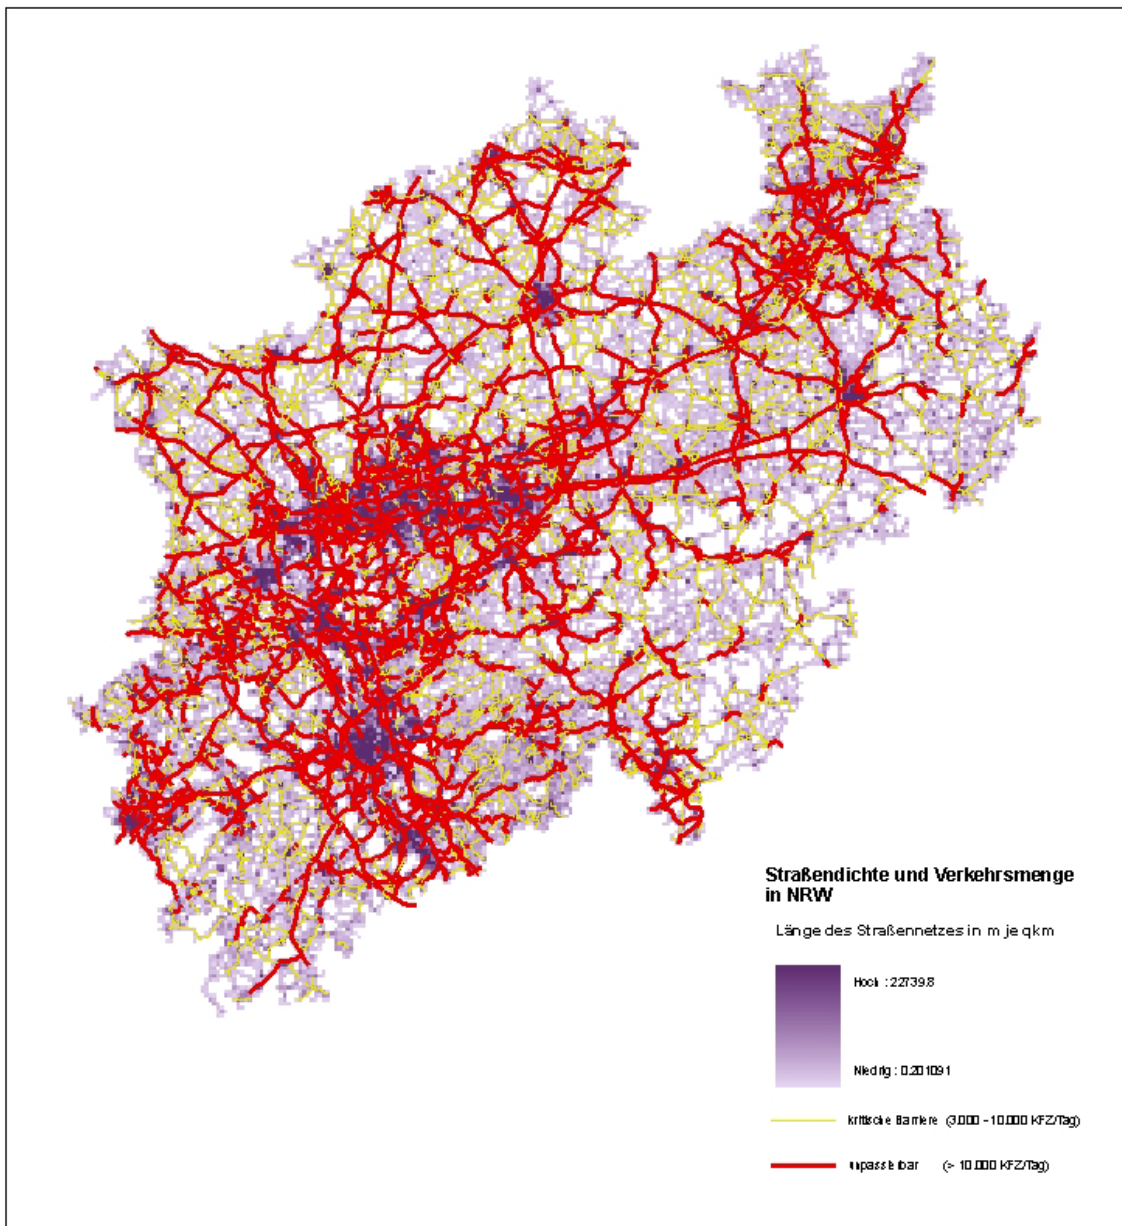 Straßendichte und Verkehrsmenge
in NRW
Länge des Straßennetzes in m je qkm
Hoch : 22739.8
Niedrig : 0.201091
kritische Barriere (3.000 - 10.000 KFZ/Tag)
unpassierbar (> 10.000 KFZ/Tag)